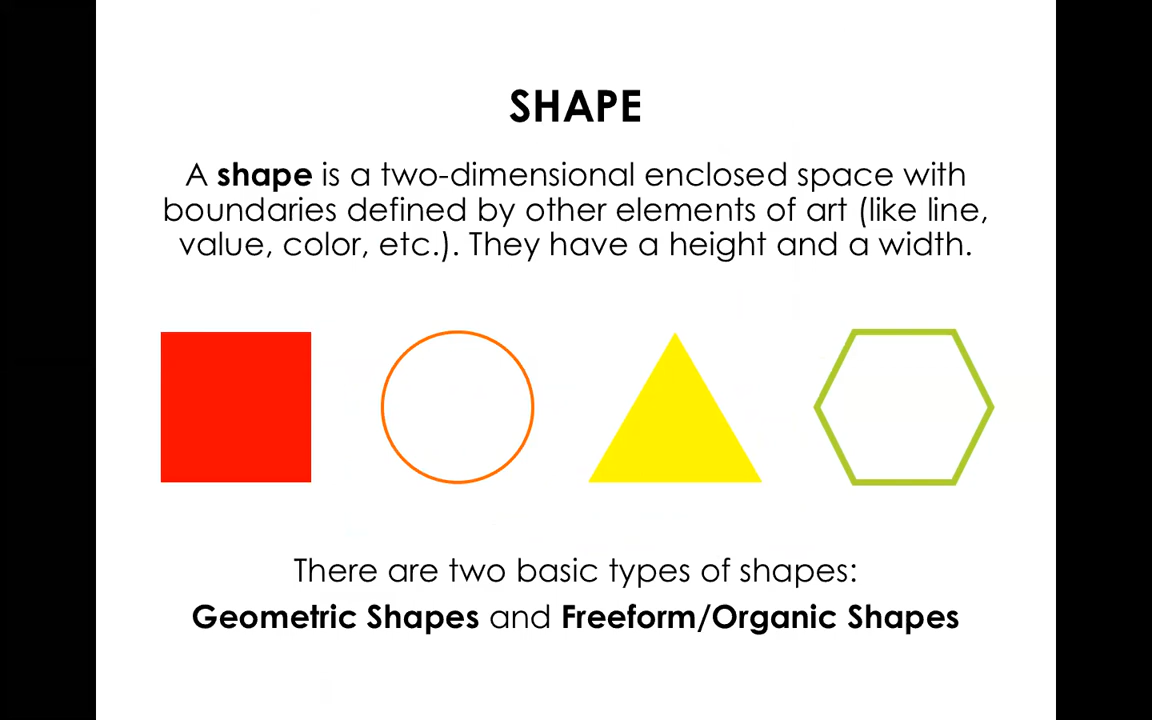 SHAPE
A shape is a two-dimensional enclosed space with
boundaries defined by other elements of art (like line,
value, color, etc.). They have a height and a width.
There are two basic types of shapes:
Geometric Shapes and Freeform/Organic Shapes